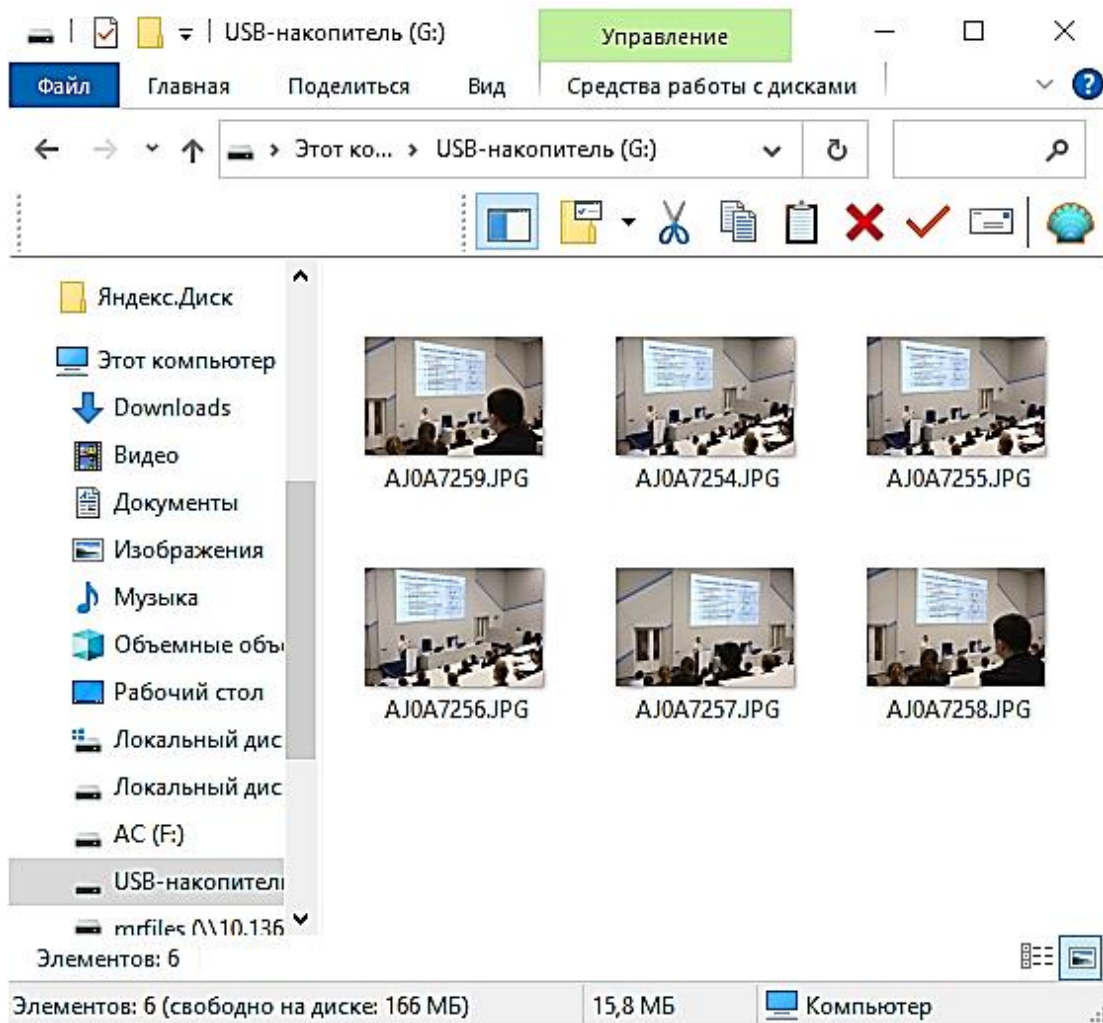 USB-накопитель (G:)
Управление
Файл
Главная
Поделиться
Вид
Средства работы с дисками
Этот ко...
USB-накопитель (G:)
Яндекс.Диск
Этот компьютер
Downloads
Видео
Документы
Изображения
Музыка
Объемные объ
Рабочий стол
Локальный дис
Локальный дис
AC (F:)
USB-накопител
mrfiles (\\10.136
AJ0A7259.JPG
AJ0A7254.JPG
AJ0A7255.JPG
AJ0A7256.JPG
AJ0A7257.JPG
AJ0A7258.JPG
Элементов: 6
Элементов: 6 (свободно на диске: 166 МБ)
15,8 МБ
Компьютер